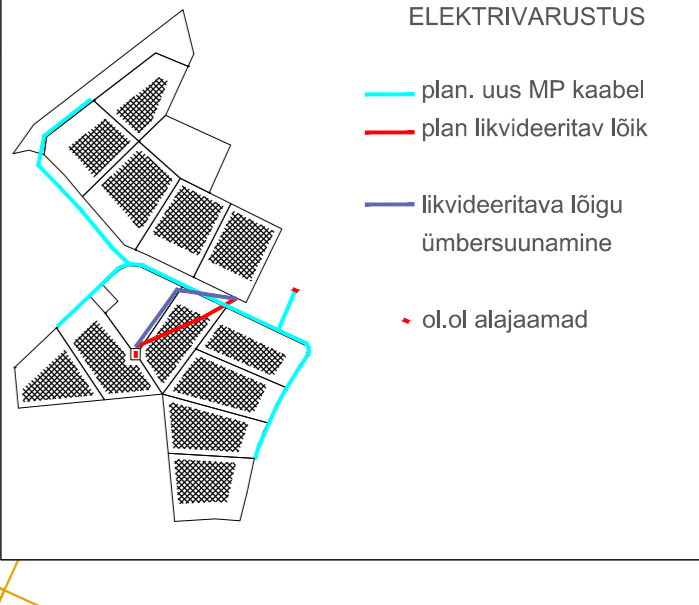 ELEKTRIVARUSTUS
plan. uus MP kaabel
plan likvideeritav lõik
likvideeritava lõigu
ümbersuunamine
ol.ol alajaamad